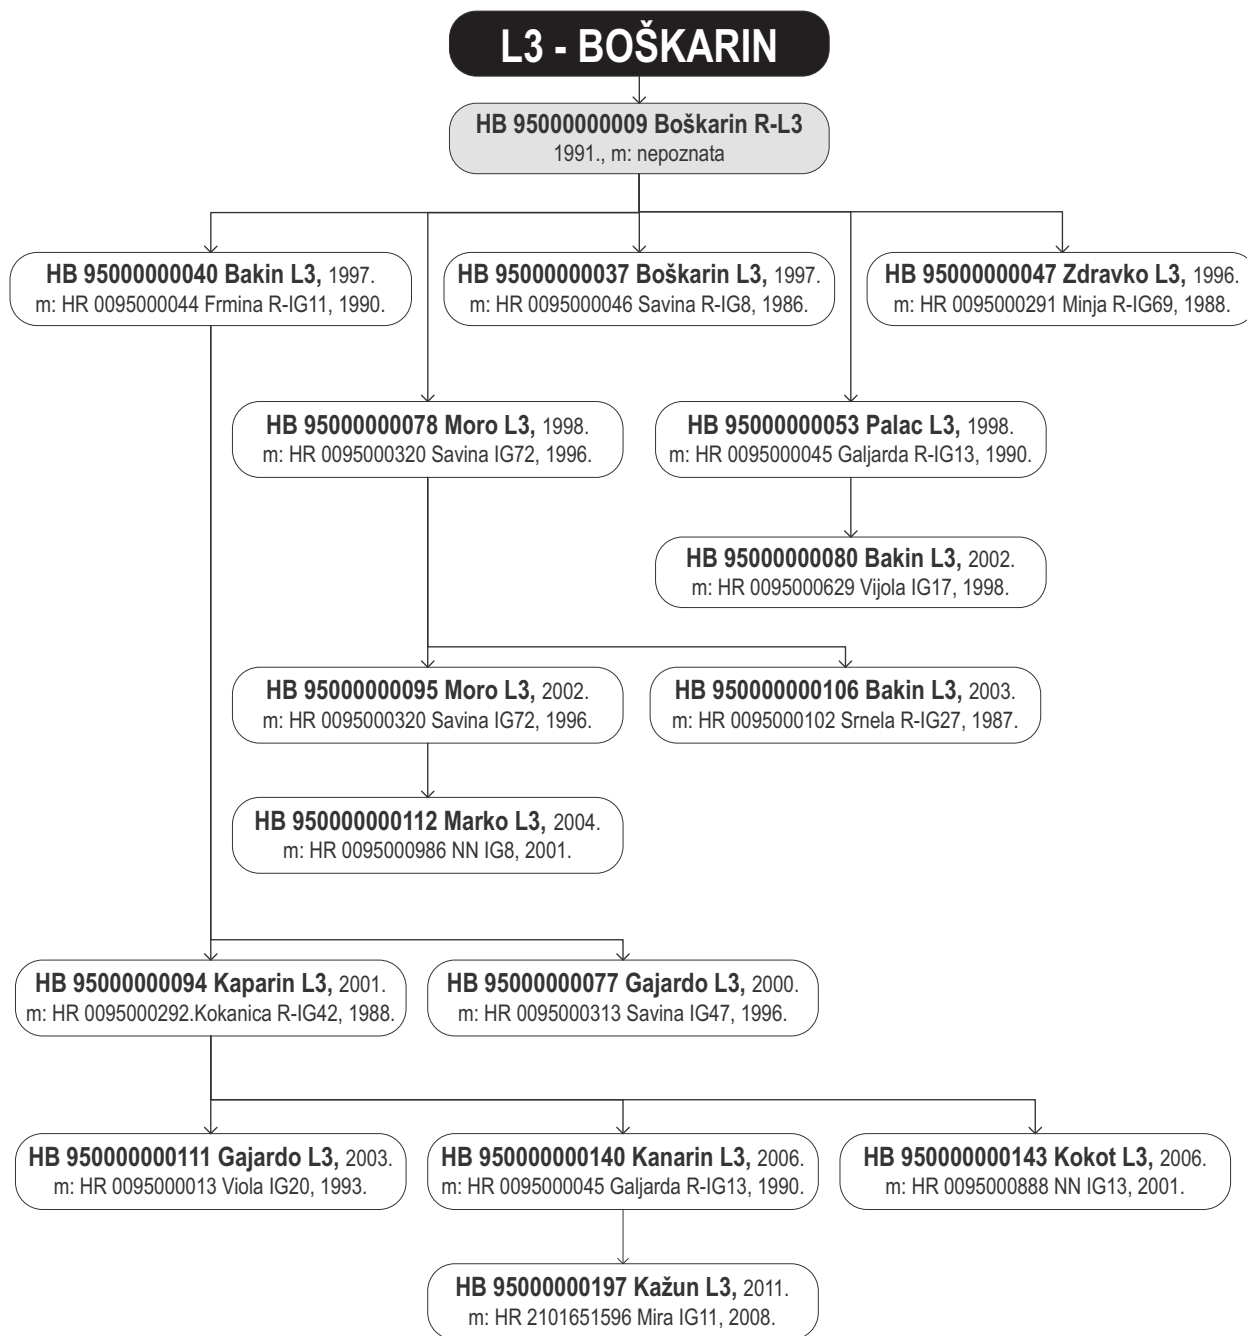 L3 - BOŠKARIN
HB 95000000009 Boškarin R-L3
1991., m: nepoznata
HB 95000000040 Bakin L3, 1997.
m: HR 0095000044 Frmina R-IG11, 1990.
HB 95000000037 Boškarin L3, 1997.
m: HR 0095000046 Savina R-IG8, 1986.
HB 95000000047 Zdravko L3, 1996.
m: HR 0095000291 Minja R-IG69, 1988.
HB 95000000078 Moro L3, 1998.
m: HR 0095000320 Savina IG72, 1996.
HB 95000000053 Palac L3, 1998.
m: HR 0095000045 Galjarda R-IG13, 1990.
HB 95000000080 Bakin L3, 2002.
m: HR 0095000629 Vijola IG17, 1998.
HB 95000000095 Moro L3, 2002.
m: HR 0095000320 Savina IG72, 1996.
HB 950000000106 Bakin L3, 2003.
m: HR 0095000102 Srnela R-IG27, 1987.
HB 950000000112 Marko L3, 2004.
m: HR 0095000986 NN IG8, 2001.
HB 95000000094 Kaparin L3, 2001.
m: HR 0095000292.Kokanica R-IG42, 1988.
HB 95000000077 Gajardo L3, 2000.
m: HR 0095000313 Savina IG47, 1996.
HB 950000000111 Gajardo L3, 2003.
m: HR 0095000013 Viola IG20, 1993.
HB 950000000140 Kanarin L3, 2006.
m: HR 0095000045 Galjarda R-IG13, 1990.
HB 950000000143 Kokot L3, 2006.
m: HR 0095000888 NN IG13, 2001.
HB 95000000197 Kažun L3, 2011.
m: HR 2101651596 Mira IG11, 2008.